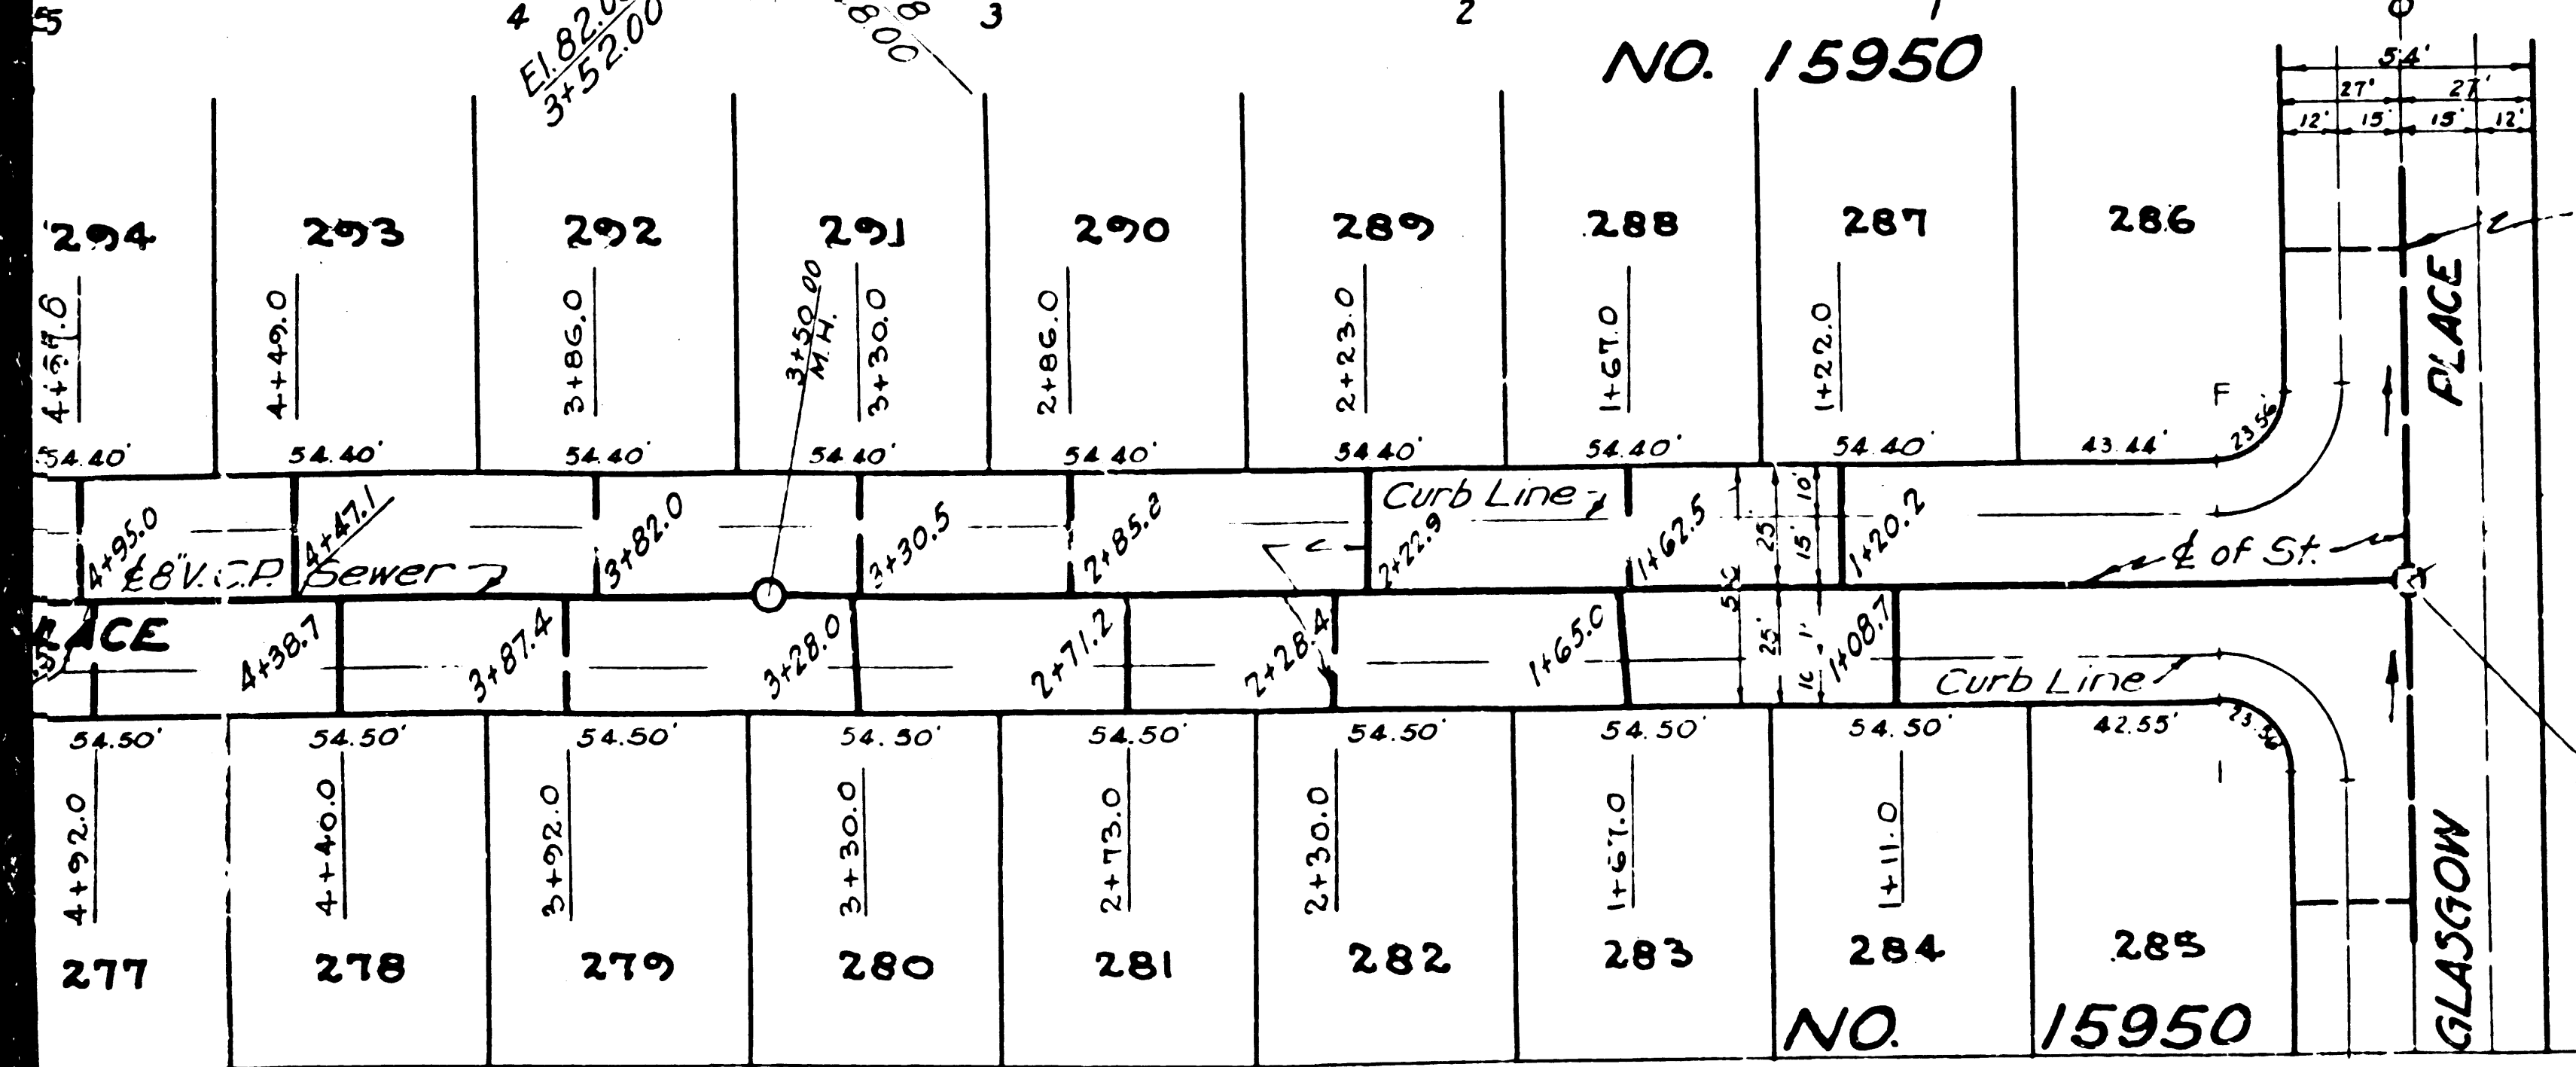 5 4 3 2 1 0
El. 82.0
3+52.00
8.00
NO. 15950
54'
27' 27'
12' 15' 15' 12'
294 293 292 291 290 289 288 287 286
4+49.0 3+86.0 3+50.00 3+30.0 2+86.0 2+23.0 1+67.0 1+22.0
M.H.
F
PLACE
54.40' 54.40' 54.40' 54.40' 54.40' 54.40' 54.40' 54.40' 43.44' 23.56'
Curb Line
10'
25' 15'
4+95.0 4+47.1 3+82.0 3+30.5 2+85.2 2+22.9 1+62.5 1+20.2
℄ 8" V.C.P. Sewer
℄ of St.
LACE
4+38.7 3+87.4 3+28.0 2+71.2 2+28.4 1+65.0 25' 1+08.7
Curb Line
54.50' 54.50' 54.50' 54.50' 54.50' 54.50' 54.50' 54.50' 42.55' 23.56'
4+92.0 4+40.0 3+92.0 3+30.0 2+73.0 2+30.0 1+67.0 1+11.0
277 278 279 280 281 282 283 284 285
GLASGOW
NO. 15950